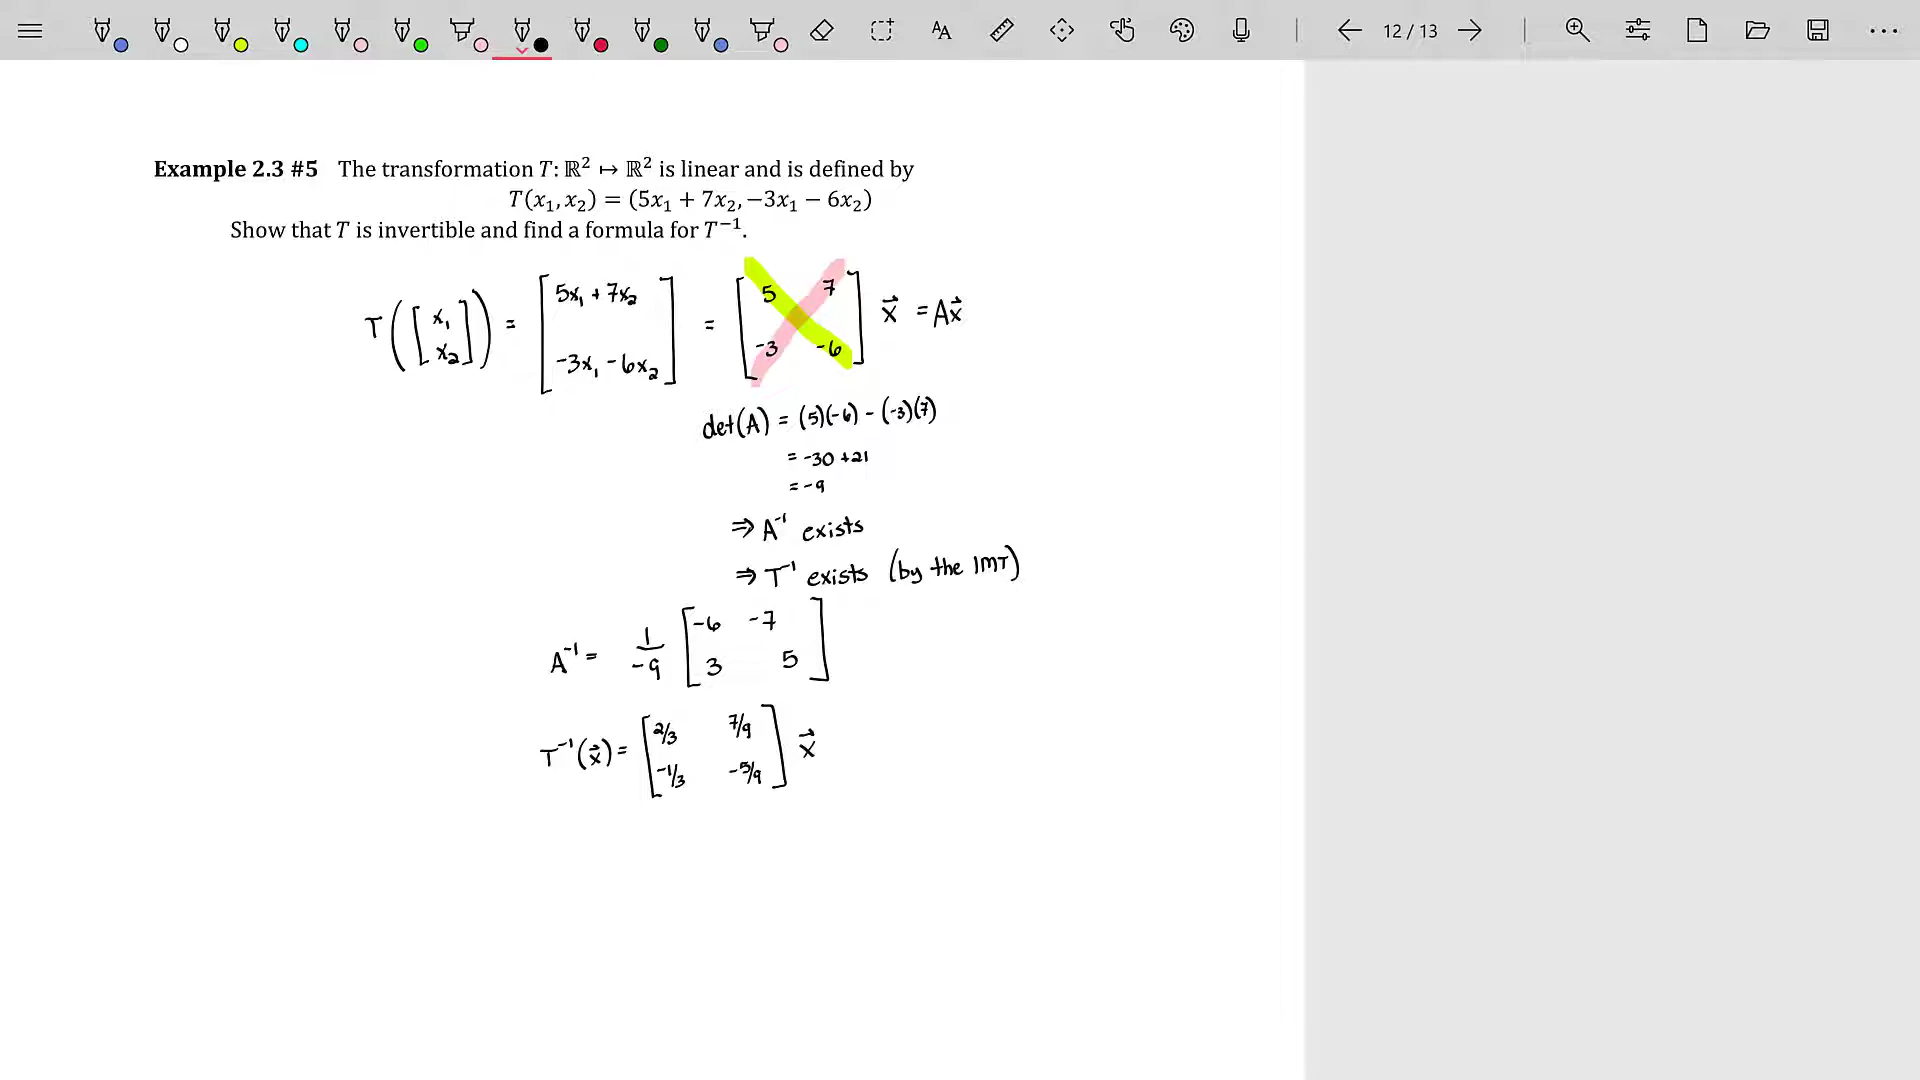 12 / 13
Example 2.3 #5 The transformation T: ℝ² ↦ ℝ² is linear and is defined by
T(x₁, x₂) = (5x₁ + 7x₂, −3x₁ − 6x₂)
Show that T is invertible and find a formula for T⁻¹.
T([x₁ x₂]) = [5x₁ + 7x₂ -3x₁ - 6x₂] = [5 7 -3 -6] x⃗ = Ax⃗
det(A) = (5)(-6) - (-3)(7)
= -30 + 21
= -9
⇒ A⁻¹ exists
⇒ T⁻¹ exists (by the IMT)
A⁻¹ = 1/-9 [-6 -7 3 5]
T⁻¹(x⃗) = [2/3 7/9 -1/3 -5/9] x⃗